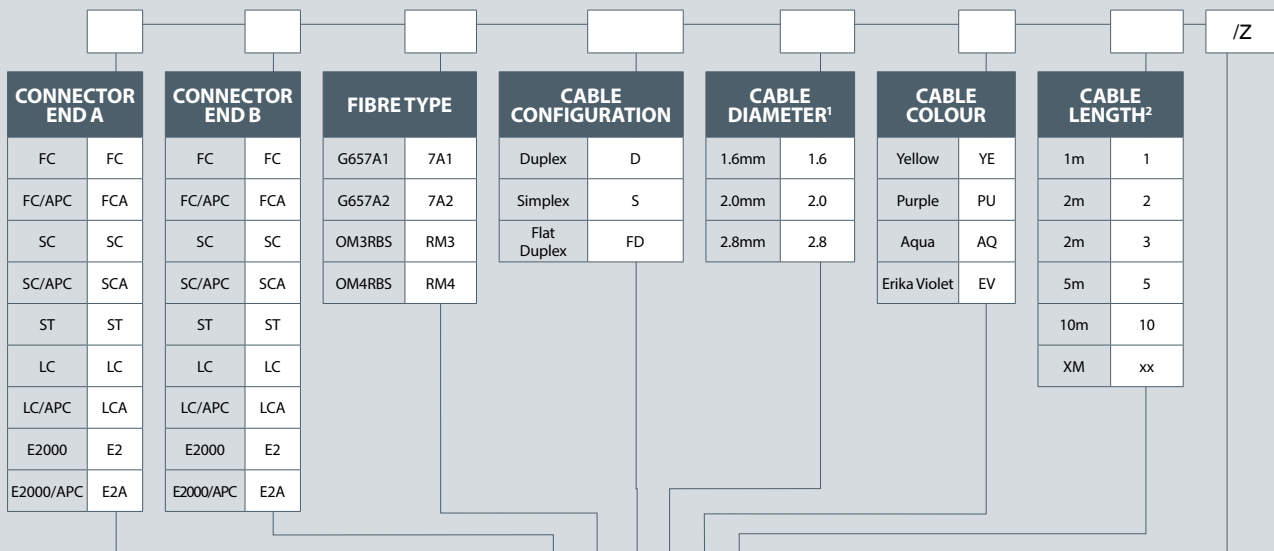 /Z
CONNECTOR END A
FC FC
FC/APC FCA
SC SC
SC/APC SCA
ST ST
LC LC
LC/APC LCA
E2000 E2
E2000/APC E2A
CONNECTOR END B
FC FC
FC/APC FCA
SC SC
SC/APC SCA
ST ST
LC LC
LC/APC LCA
E2000 E2
E2000/APC E2A
FIBRE TYPE
G657A1 7A1
G657A2 7A2
OM3RBS RM3
OM4RBS RM4
CABLE CONFIGURATION
Duplex D
Simplex S
Flat Duplex FD
CABLE DIAMETER¹
1.6mm 1.6
2.0mm 2.0
2.8mm 2.8
CABLE COLOUR
Yellow YE
Purple PU
Aqua AQ
Erika Violet EV
CABLE LENGTH²
1m 1
2m 2
2m 3
5m 5
10m 10
XM xx